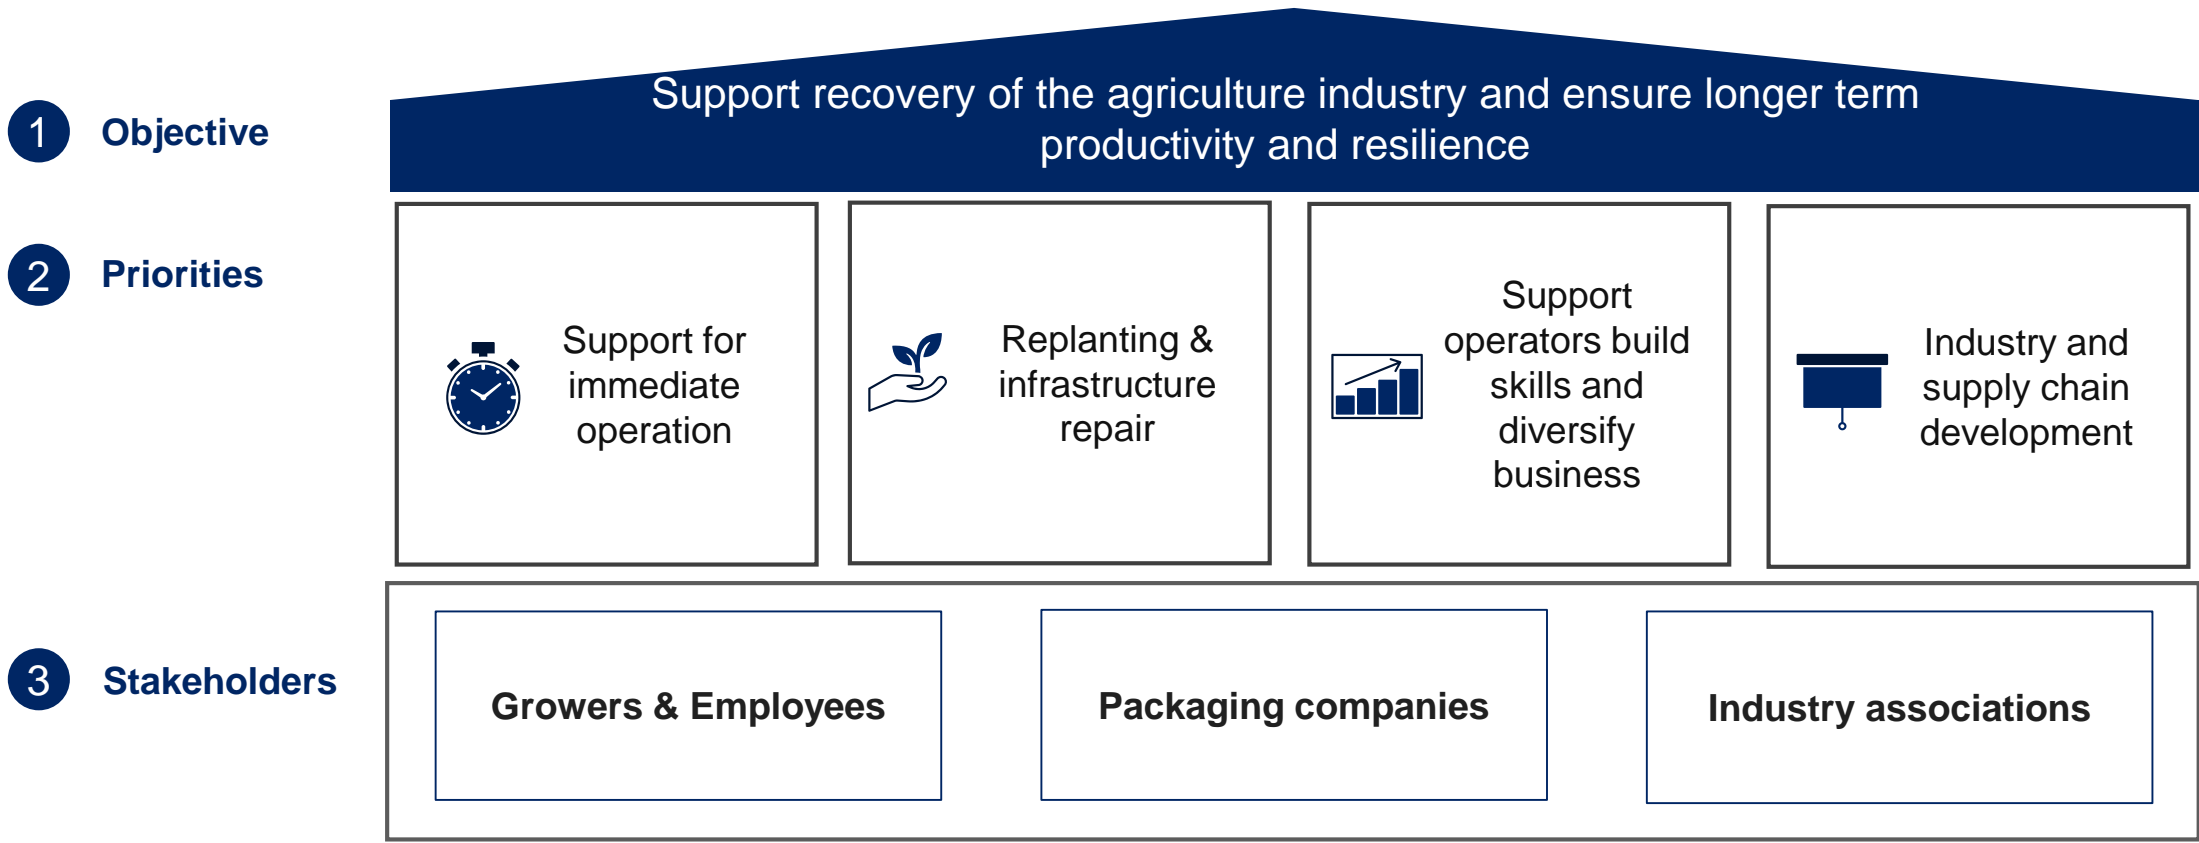 Support recovery of the agriculture industry and ensure longer term
productivity and resilience
1 Objective
2 Priorities
Support for
immediate
operation
Replanting &
infrastructure
repair
Support
operators build
skills and
diversify
business
Industry and
supply chain
development
3 Stakeholders
Growers & Employees
Packaging companies
Industry associations